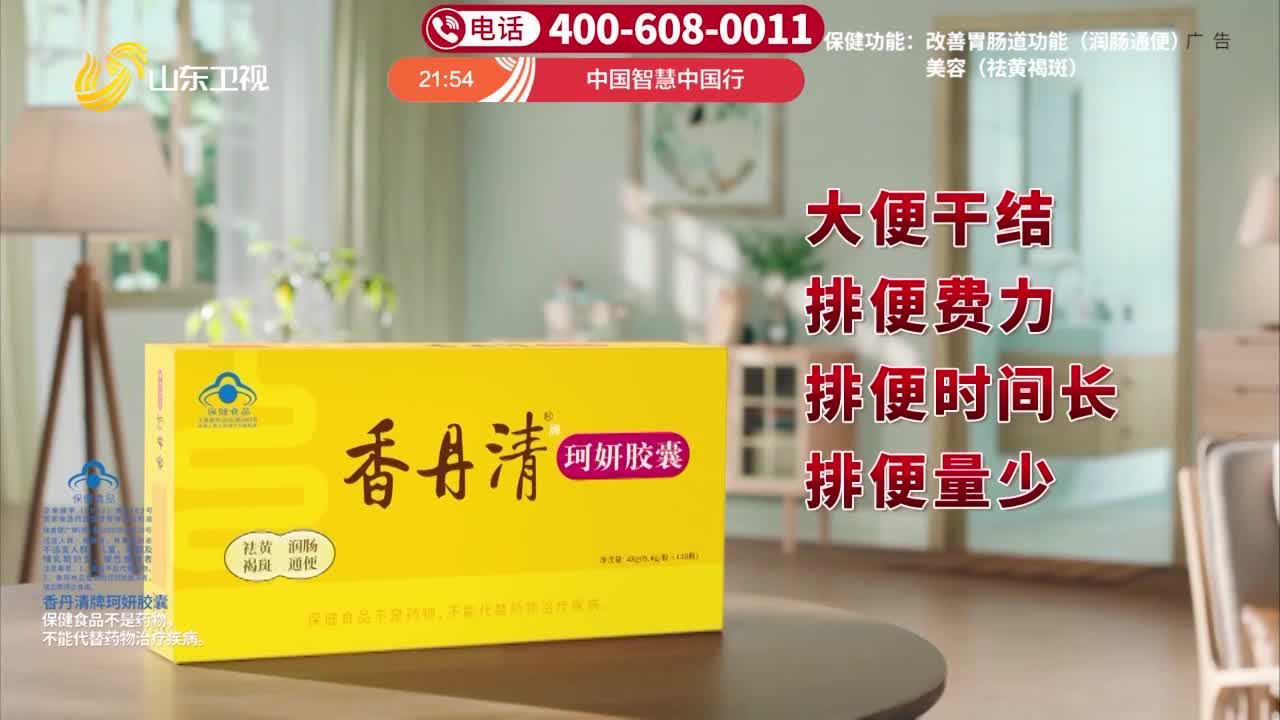 电话 400-608-0011
山东卫视
21:54 中国智慧中国行
保健功能：改善胃肠道功能（润肠通便）
美容（祛黄褐斑）
广告
大便干结
排便费力
排便时间长
排便量少
保健食品
香丹清®牌
珂妍胶囊
祛黄褐斑
润肠通便
保健食品不是药物，不能代替药物治疗疾病。
保健食品
香丹清牌珂妍胶囊
保健食品不是药物，
不能代替药物治疗疾病。